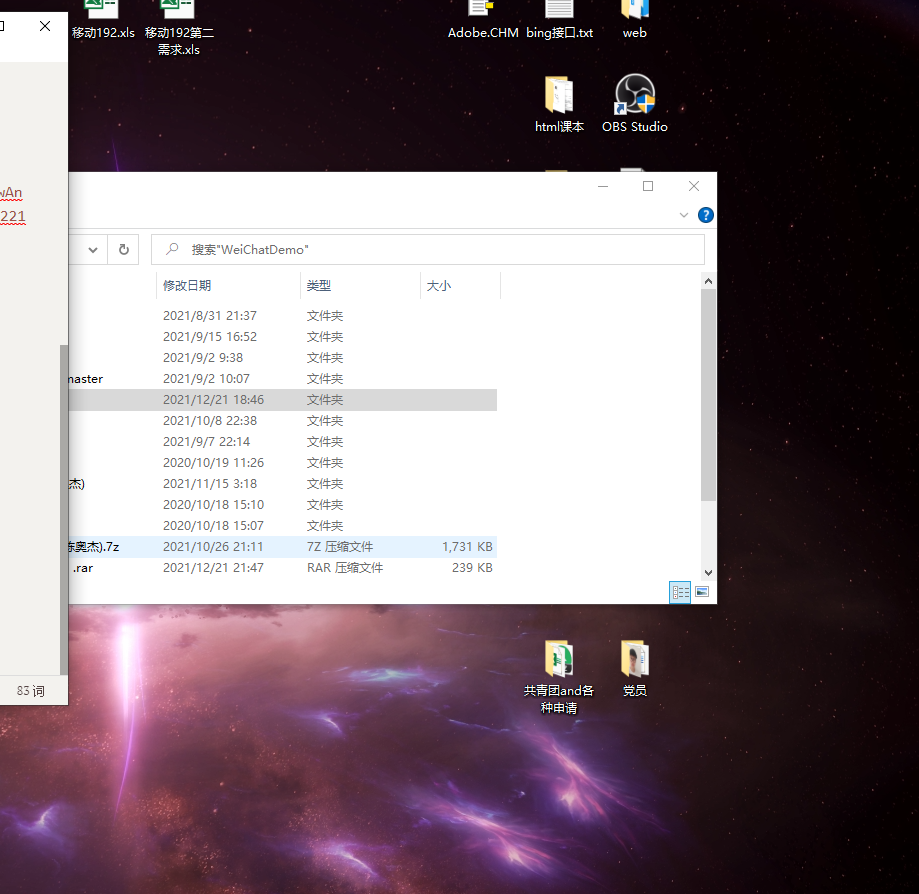 移动192.xls
移动192第二
需求.xls
Adobe.CHM
bing接口.txt
web
html课本
OBS Studio
wAn
221
搜索"WeiChatDemo"
修改日期 类型 大小
2021/8/31 21:37 文件夹
2021/9/15 16:52 文件夹
2021/9/2 9:38 文件夹
master 2021/9/2 10:07 文件夹
2021/12/21 18:46 文件夹
2021/10/8 22:38 文件夹
2021/9/7 22:14 文件夹
2020/10/19 11:26 文件夹
杰) 2021/11/15 3:18 文件夹
2020/10/18 15:10 文件夹
2020/10/18 15:07 文件夹
陈奥杰).7z 2021/10/26 21:11 7Z 压缩文件 1,731 KB
.rar 2021/12/21 21:47 RAR 压缩文件 239 KB
83 词
共青团and各
种申请
党员